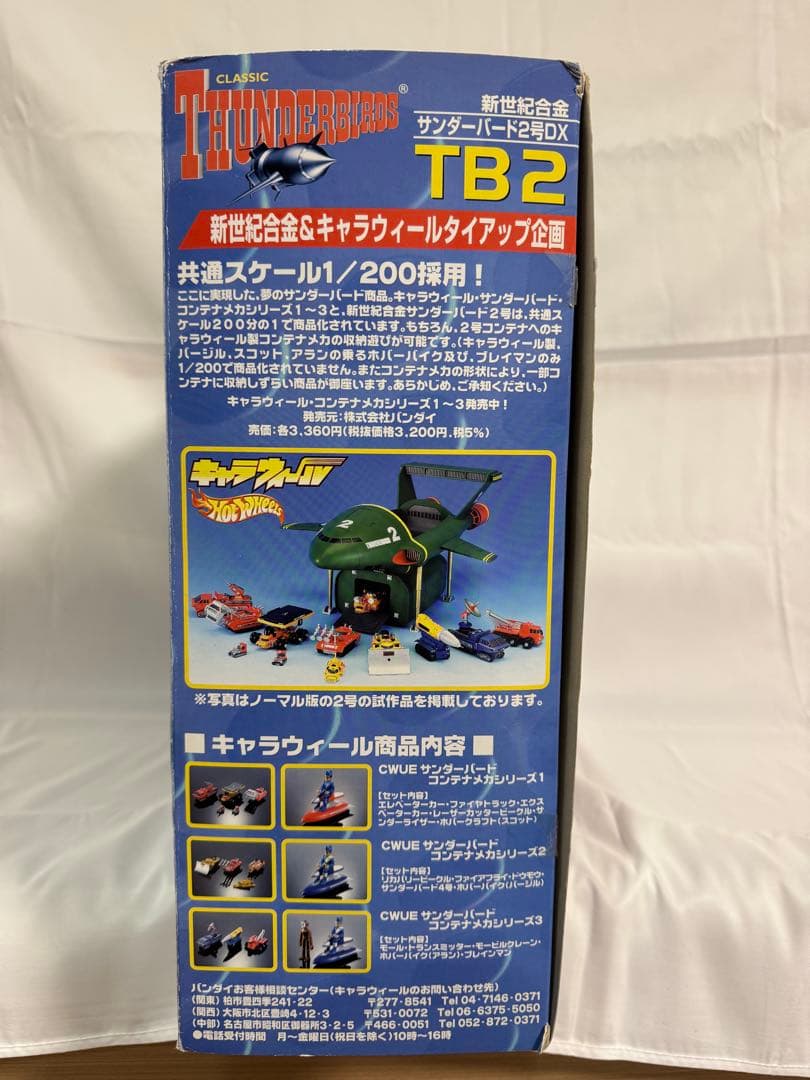 CLASSIC
THUNDERBIRDS®
新世紀合金
サンダーバード2号DX
TB2
新世紀合金&キャラウィールタイアップ企画
共通スケール1/200採用!
ここに実現した、夢のサンダーバード商品。キャラウィール・サンダーバード・
コンテナメカシリーズ1〜3と、新世紀合金サンダーバード2号は、共通ス
ケール200分の1で商品化されています。もちろん、2号コンテナへのキ
ャラウィール製コンテナメカの収納遊びが可能です。(キャラウィール製、
バージル、スコット、アランの乗るホバーバイク及び、ブレイマンのみ
1/200で商品化されていません。またコンテナメカの形状により、一部コ
ンテナに収納しずらい商品が御座います。あらかじめ、ご承知ください。)
キャラウィール・コンテナメカシリーズ1〜3発売中!
発売元:株式会社バンダイ
売価:各3,360円(税抜価格3,200円、税5%)
キャラウィール
HOT WHEELS
2
2
THUNDERBIRD
※写真はノーマル版の2号の試作品を掲載しております。
■ キャラウィール商品内容 ■
CWUE サンダーバード
コンテナメカシリーズ1
【セット内容】
エレベーターカー・ファイヤトラック・エクス
ペーターカー・レーザーカッタービークル・サ
ンダーライザー・ホバークラフト(スコット)
CWUE サンダーバード
コンテナメカシリーズ2
【セット内容】
リカバリービークル・ファイアフライ・ドウモウ・
サンダーバード4号・ホバーバイク(バージル)
CWUE サンダーバード
コンテナメカシリーズ3
【セット内容】
モール・トランスミッター・モービルクレーン・
ホバーバイク(アラン)・ブレインマン
バンダイお客様相談センター(キャラウィールのお問い合わせ先)
(関東) 柏市豊四季241-22 〒277-8541 Tel 04-7146-0371
(関西) 大阪市北区豊崎4-12-3 〒531-0072 Tel 06-6375-5050
(中部) 名古屋市昭和区御器所3-2-5 〒466-0051 Tel 052-872-0371
●電話受付時間 月〜金曜日(祝日を除く)10時〜16時